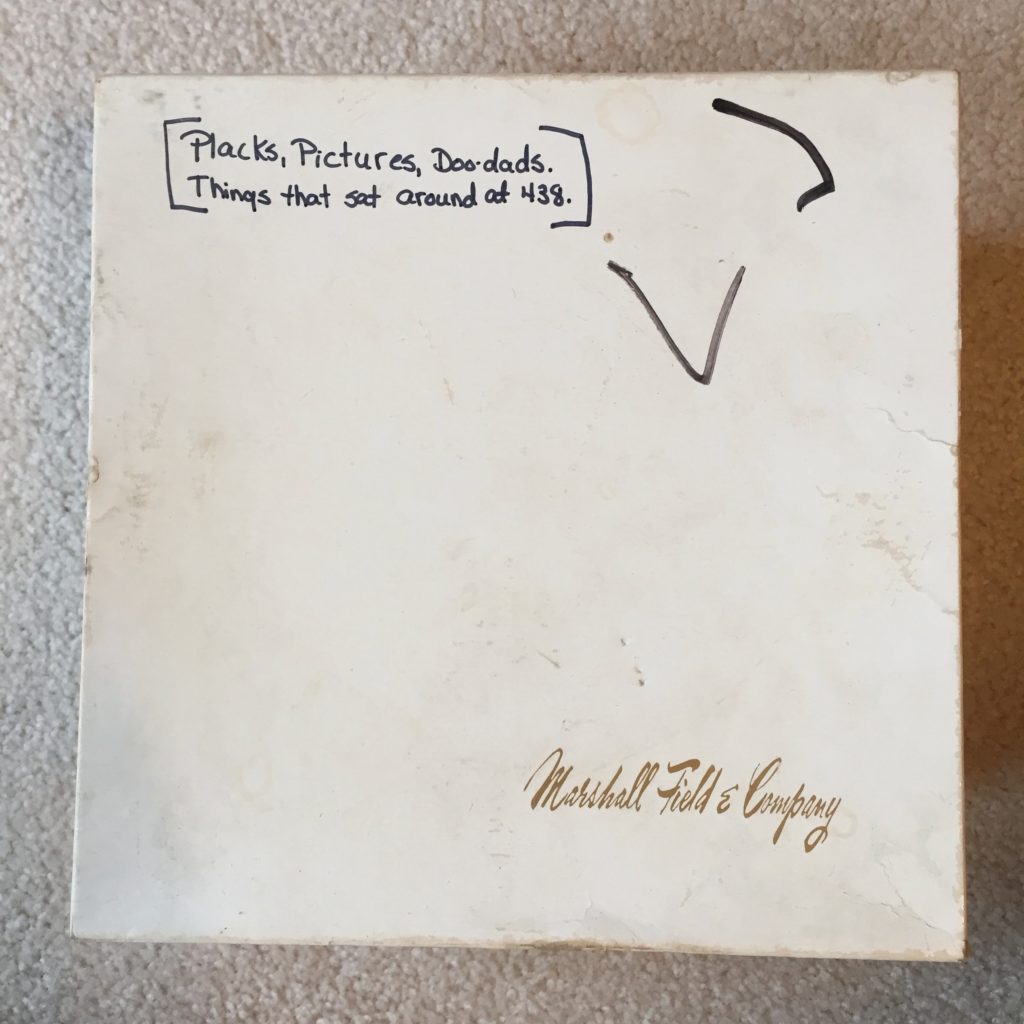 [Placks, Pictures, Doo-dads.
Things that sat around at 438.]
Marshall Field & Company